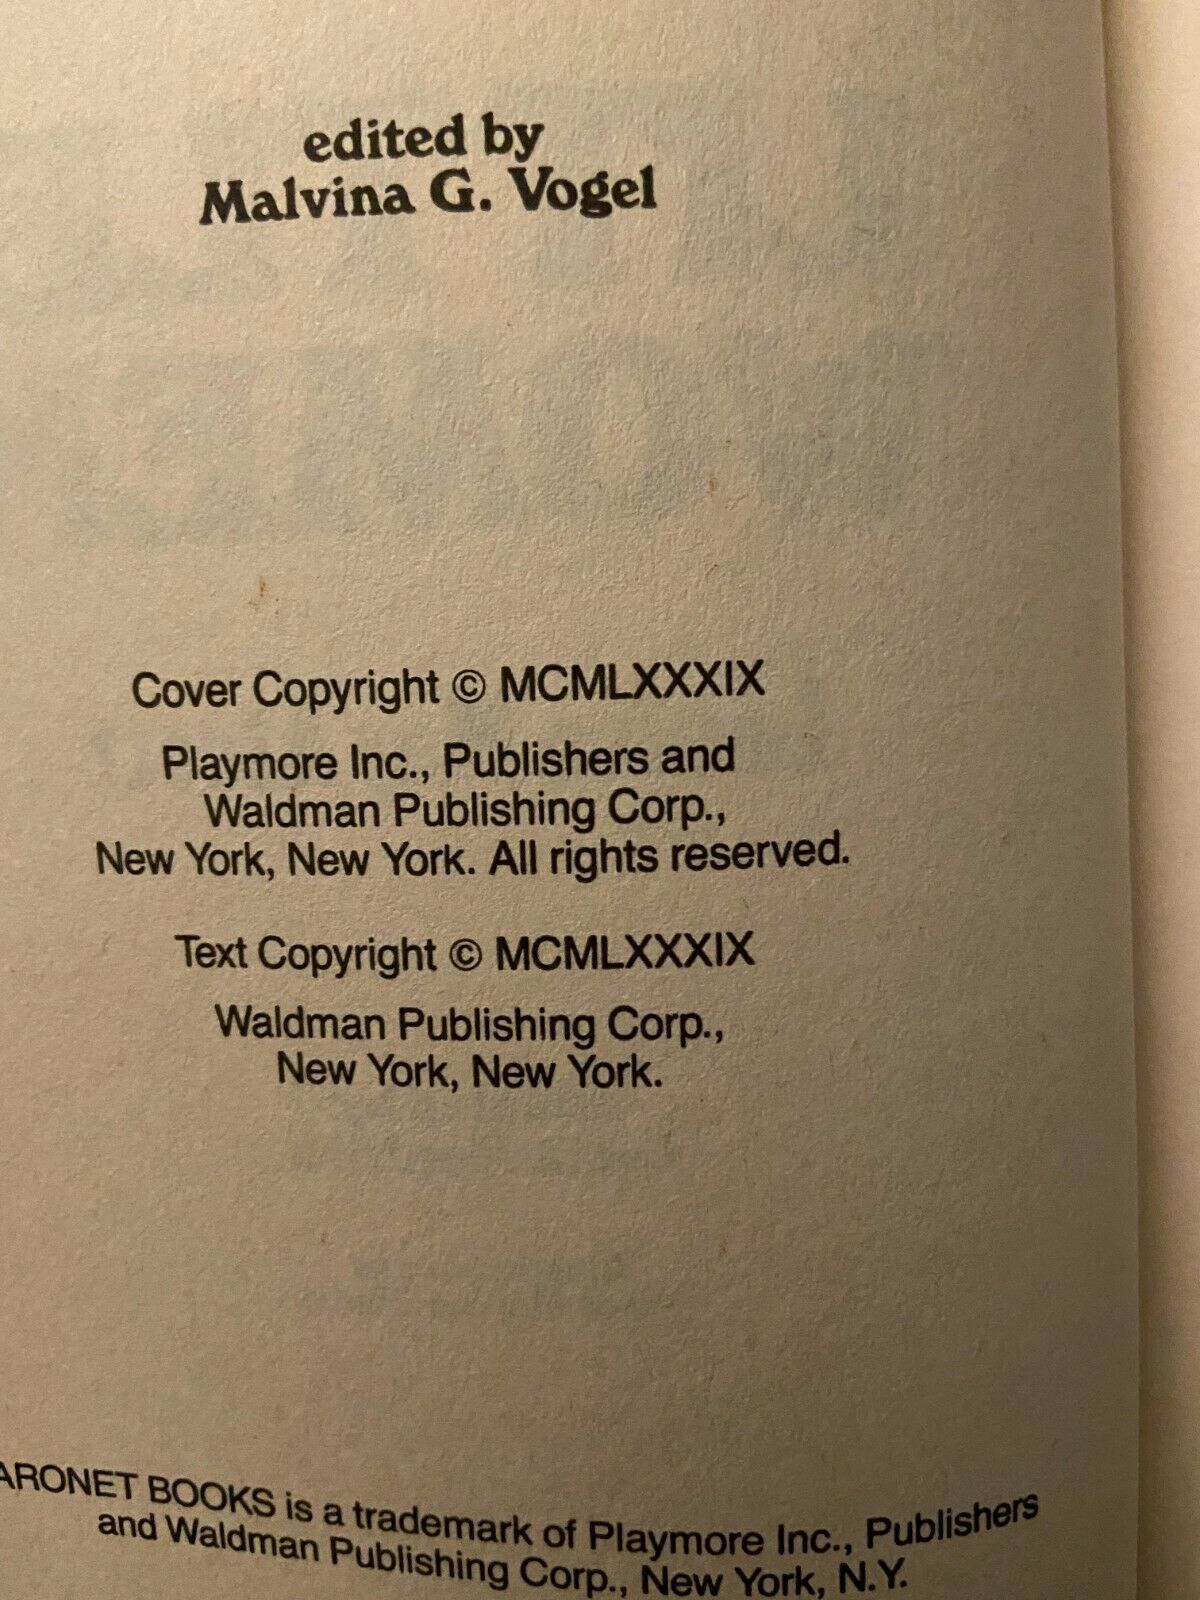 edited by
Malvina G. Vogel
Cover Copyright © MCMLXXXIX
Playmore Inc., Publishers and
Waldman Publishing Corp.,
New York, New York. All rights reserved.
Text Copyright © MCMLXXXIX
Waldman Publishing Corp.,
New York, New York.
ARONET BOOKS is a trademark of Playmore Inc., Publishers
and Waldman Publishing Corp., New York, N.Y.